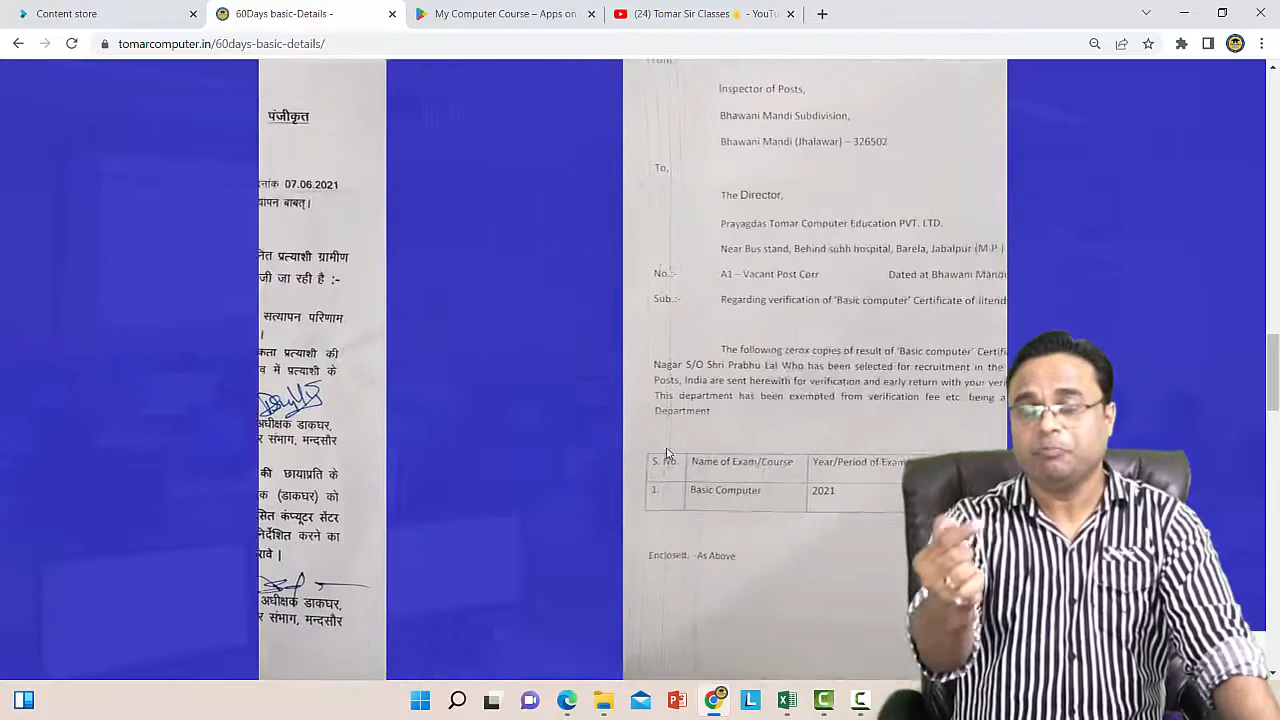 Content store
60Days basic-Details -
My Computer Course – Apps on
(24) Tomar Sir Classes👍 - YouTu
tomarcomputer.in/60days-basic-details/
पंजीकृत
नांक 07.06.2021
यापन बाबत्।
नित प्रत्याशी ग्रामीण
जी जा रही है :-
सत्यापन परिणाम
।
कता प्रत्याशी की
व में प्रत्याशी के
अधीक्षक डाकघर,
र संभाग, मन्दसौर
की छायाप्रति के
क (डाकघर) को
सित कंप्यूटर सेंटर
निर्देशित करने का
रावे |
अधीक्षक डाकघर,
र संभाग, मन्दसौर
From:
Inspector of Posts,
Bhawani Mandi Subdivision,
Bhawani Mandi (Jhalawar) – 326502
To,
The Director,
Prayagdas Tomar Computer Education PVT. LTD.
Near Bus stand, Behind subh hospital, Barela, Jabalpur (M P )
No.:- A1 – Vacant Post Corr Dated at Bhawani Mand
Sub.:- Regarding verification of 'Basic computer' Certificate of Jitend
The following zerox copies of result of 'Basic computer' Certifi
Nagar S/O Shri Prabhu Lal Who has been selected for recruitment in the
Posts, India are sent herewith for verification and early return with your veri
This department has been exempted from verification fee etc. being a
Department
S. No. Name of Exam/Course Year/Period of Exam
1. Basic Computer 2021
Enclosed. -As Above